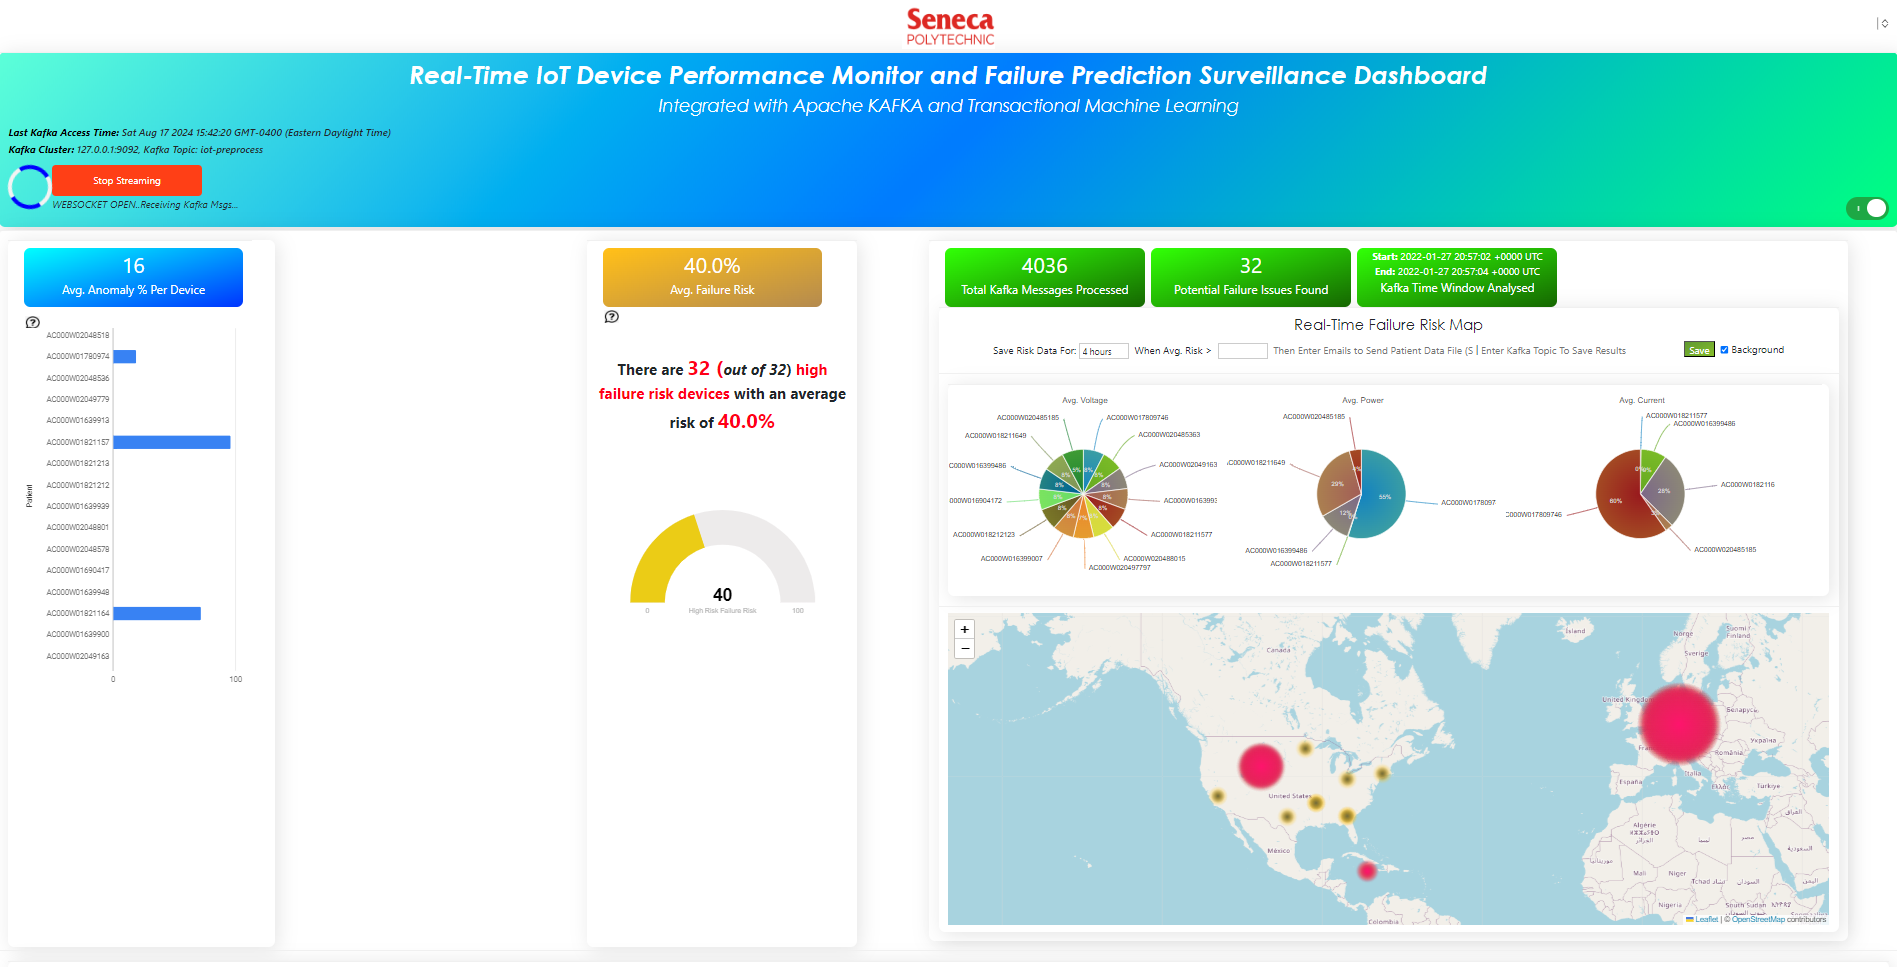 Seneca
POLYTECHNIC
Real-Time IoT Device Performance Monitor and Failure Prediction Surveillance Dashboard
Integrated with Apache KAFKA and Transactional Machine Learning
Last Kafka Access Time: Sat Aug 17 2024 15:42:20 GMT-0400 (Eastern Daylight Time)
Kafka Cluster: 127.0.0.1:9092, Kafka Topic: iot-preprocess
Stop Streaming
WEBSOCKET OPEN..Receiving Kafka Msgs...
16
Avg. Anomaly % Per Device
AC000W02048518
AC000W01780974
AC000W02048536
AC000W02049779
AC000W01639913
AC000W01821157
AC000W01821213
AC000W01821212
AC000W01639939
AC000W02048801
AC000W02048578
AC000W01690417
AC000W01639948
AC000W01821164
AC000W01639900
AC000W02049163
Patient
0 100
40.0%
Avg. Failure Risk
There are 32 (out of 32) high
failure risk devices with an average
risk of 40.0%
40
0 High Risk Failure Risk 100
4036
Total Kafka Messages Processed
32
Potential Failure Issues Found
Start: 2022-01-27 20:57:02 +0000 UTC
End: 2022-01-27 20:57:04 +0000 UTC
Kafka Time Window Analysed
Real-Time Failure Risk Map
Save Risk Data For: 4 hours When Avg. Risk > Then Enter Emails to Send Patient Data File (S Enter Kafka Topic To Save Results Save Background
Avg. Voltage
AC000W020485185
AC000W017809746
AC000W018211649
AC000W020485363
C000W016399486
AC000W02049163
000W016904172
AC000W01639993
AC000W018212123
AC000W018211577
AC000W016399007
AC000W020488015
AC000W020497797
Avg. Power
AC000W020485185
AC000W018211649
55%
29%
12%
AC000W0178097
AC000W016399486
AC000W018211577
Avg. Current
AC000W018211577
AC000W016399486
60%
28%
AC000W0182116
C000W017809746
AC000W020485185
+
−
Ísland
Norge
Suomi /
Finland
Sverige
Canada
United Kingdom
Беларусь
Україна
România
Italia
España
Ελλάς
Türkiye
United States
México
Algérie
العراق
ليبيا
مصر
السعودية
موريتانيا
Mali
Niger
Tchad تشاد
السودان
اليمن
Nigeria
South Sudan
Colombia
Leaflet | © OpenStreetMap contributors